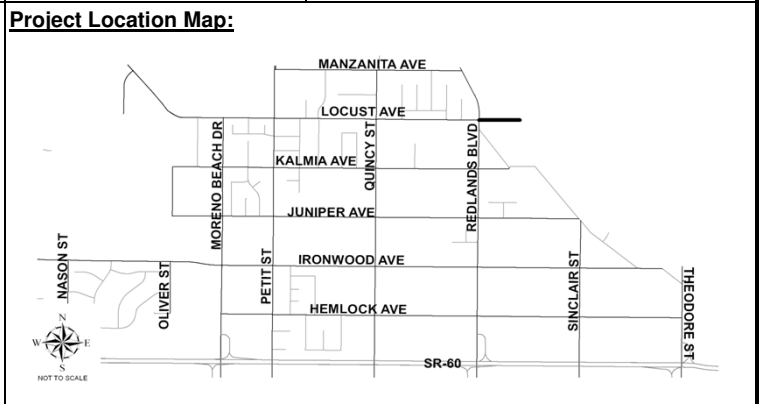 Project Location Map:
MANZANITA AVE
LOCUST AVE
MORENO BEACH DR
QUINCY ST
REDLANDS BLVD
KALMIA AVE
JUNIPER AVE
NASON ST
OLIVER ST
PETIT ST
IRONWOOD AVE
SINCLAIR ST
THEODORE ST
HEMLOCK AVE
N
W
E
S
SR-60
NOT TO SCALE